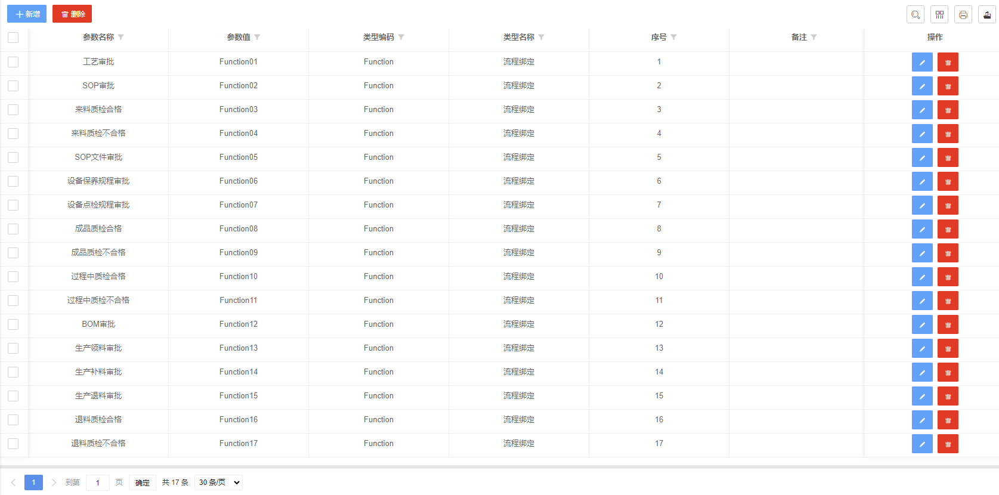 新增 删除
参数名称 参数值 类型编码 类型名称 序号 备注 操作
工艺审批 Function01 Function 流程绑定 1
SOP审批 Function02 Function 流程绑定 2
来料质检合格 Function03 Function 流程绑定 3
来料质检不合格 Function04 Function 流程绑定 4
SOP文件审批 Function05 Function 流程绑定 5
设备保养规程审批 Function06 Function 流程绑定 6
设备点检规程审批 Function07 Function 流程绑定 7
成品质检合格 Function08 Function 流程绑定 8
成品质检不合格 Function09 Function 流程绑定 9
过程中质检合格 Function10 Function 流程绑定 10
过程中质检不合格 Function11 Function 流程绑定 11
BOM审批 Function12 Function 流程绑定 12
生产领料审批 Function13 Function 流程绑定 13
生产补料审批 Function14 Function 流程绑定 14
生产退料审批 Function15 Function 流程绑定 15
退料质检合格 Function16 Function 流程绑定 16
退料质检不合格 Function17 Function 流程绑定 17
1 到第 1 页 确定 共 17 条 30 条/页